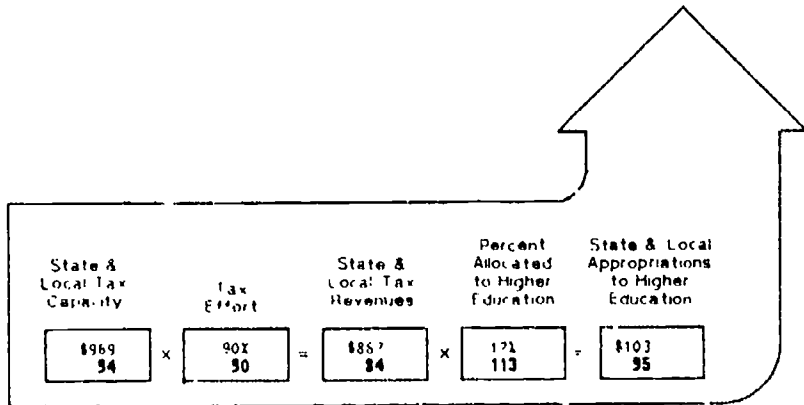 State &
Local Tax
Capacity
Tax
Effort
State &
Local Tax
Revenues
Percent
Allocated
to Higher
Education
State & Local
Appropriations
to Higher
Education
$969
94
×
90%
90
=
84
×
113
=
$103
95